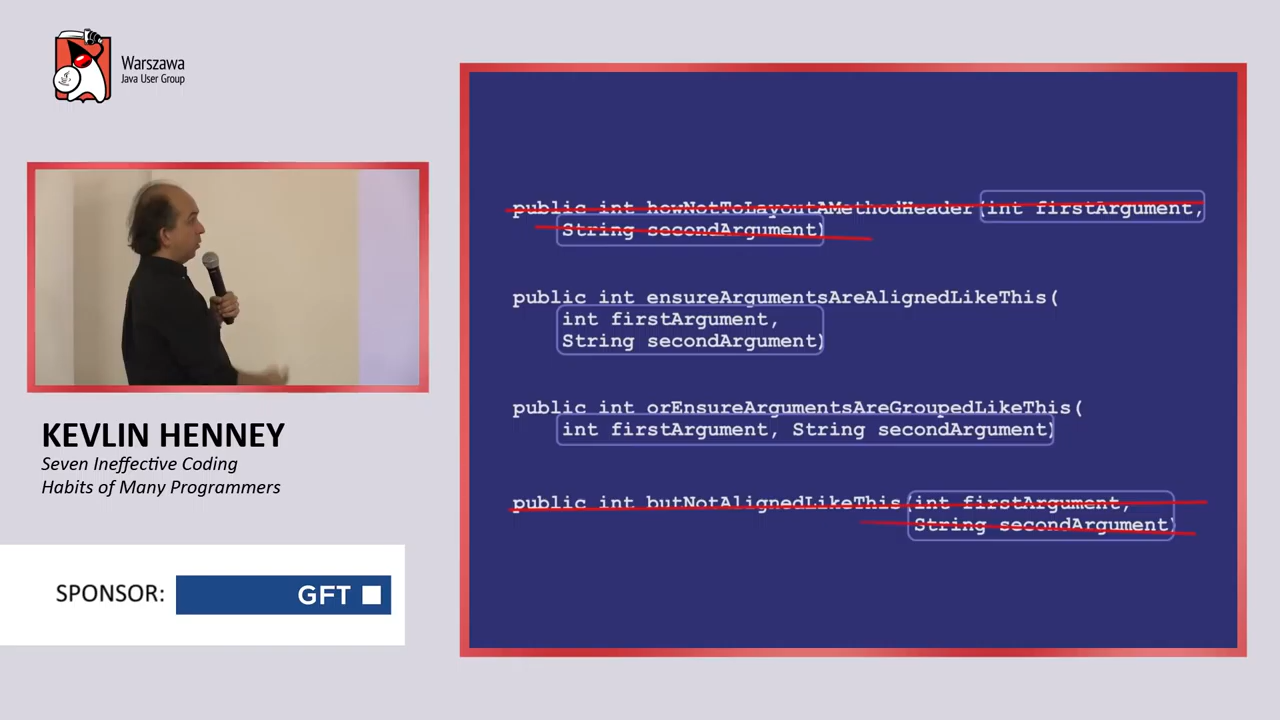 Warszawa
Java User Group
public int howNotToLayoutAMethodHeader(int firstArgument,
String secondArgument)
public int ensureArgumentsAreAlignedLikeThis(
int firstArgument,
String secondArgument)
public int orEnsureArgumentsAreGroupedLikeThis(
int firstArgument, String secondArgument)
public int butNotAlignedLikeThis(int firstArgument,
String secondArgument)
KEVLIN HENNEY
Seven Ineffective Coding
Habits of Many Programmers
SPONSOR: GFT